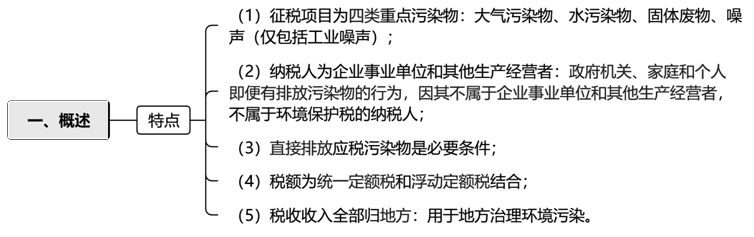 （1）征税项目为四类重点污染物：大气污染物、水污染物、固体废物、噪
声（仅包括工业噪声）；
（2）纳税人为企业事业单位和其他生产经营者：政府机关、家庭和个人
即便有排放污染物的行为，因其不属于企业事业单位和其他生产经营者，
不属于环境保护税的纳税人；
一、概述
特点
（3）直接排放应税污染物是必要条件；
（4）税额为统一定额税和浮动定额税结合；
（5）税收收入全部归地方：用于地方治理环境污染。